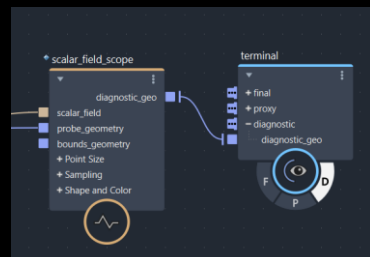 scalar_field_scope
diagnostic_geo
scalar_field
probe_geometry
bounds_geometry
+ Point Size
+ Sampling
+ Shape and Color
terminal
+ final
+ proxy
− diagnostic
diagnostic_geo
F
P
D